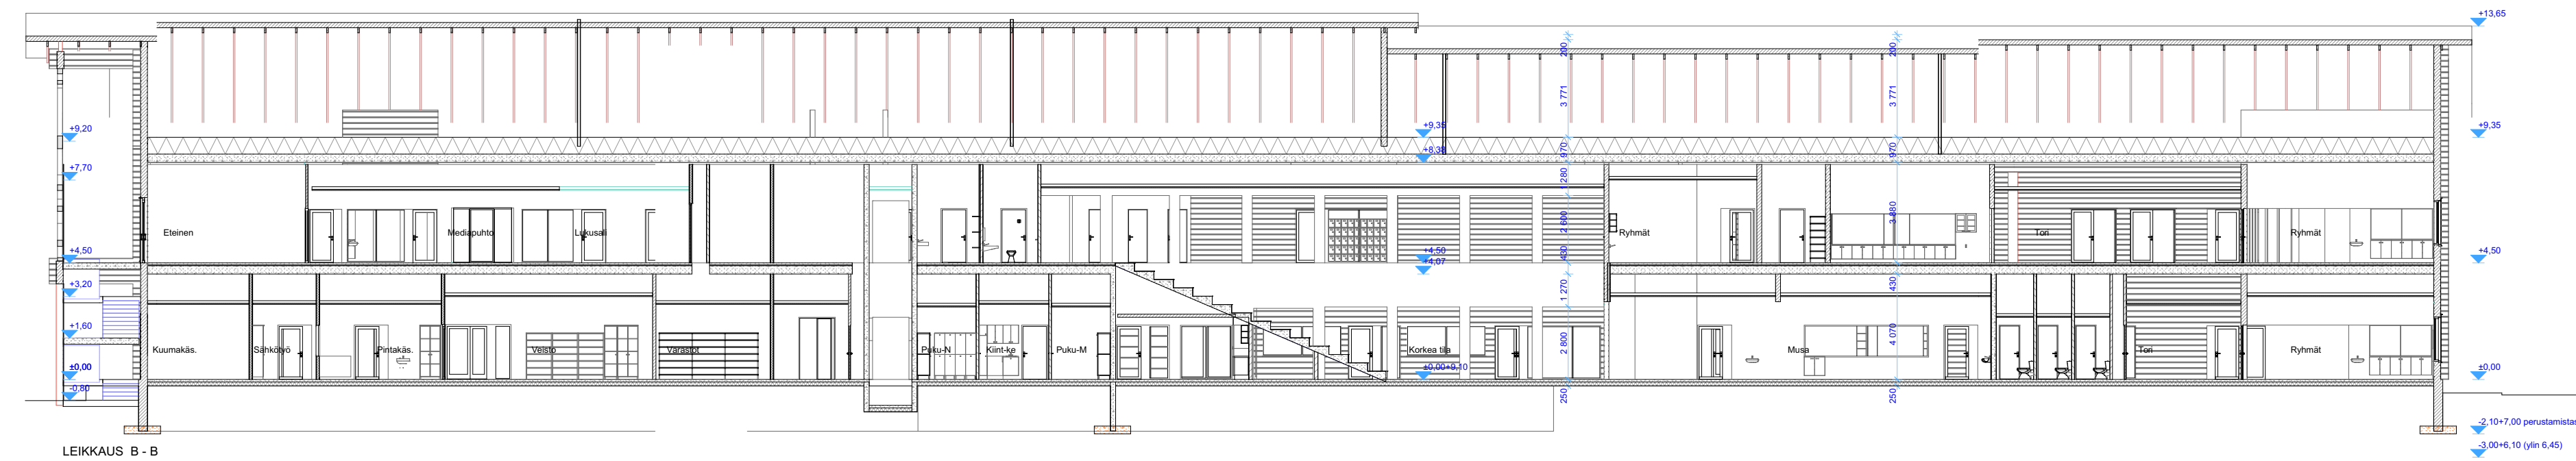 +13,65
200
200
3 771
3 771
+9,20
+9,35
+9,35
+8,38
970
970
+7,70
1 280
2 600
3 880
Eteinen
Mediapuhto
Lukusali
Ryhmät
Tori
Ryhmät
+4,50
+4,50
+4,07
430
+4,50
+3,20
1 270
430
+1,60
2 800
4 070
Kuumakäs.
Sähkötyö
Pintakäs.
Veisto
Varastot
Puku-N
Kiint-ke
Puku-M
Korkea tila
Musa
Tori
Ryhmät
±0,00
±0,00+9,10
±0,00
-0,80
250
250
-2,10+7,00 perustamistas
-3,00+6,10 (ylin 6,45)
LEIKKAUS B - B